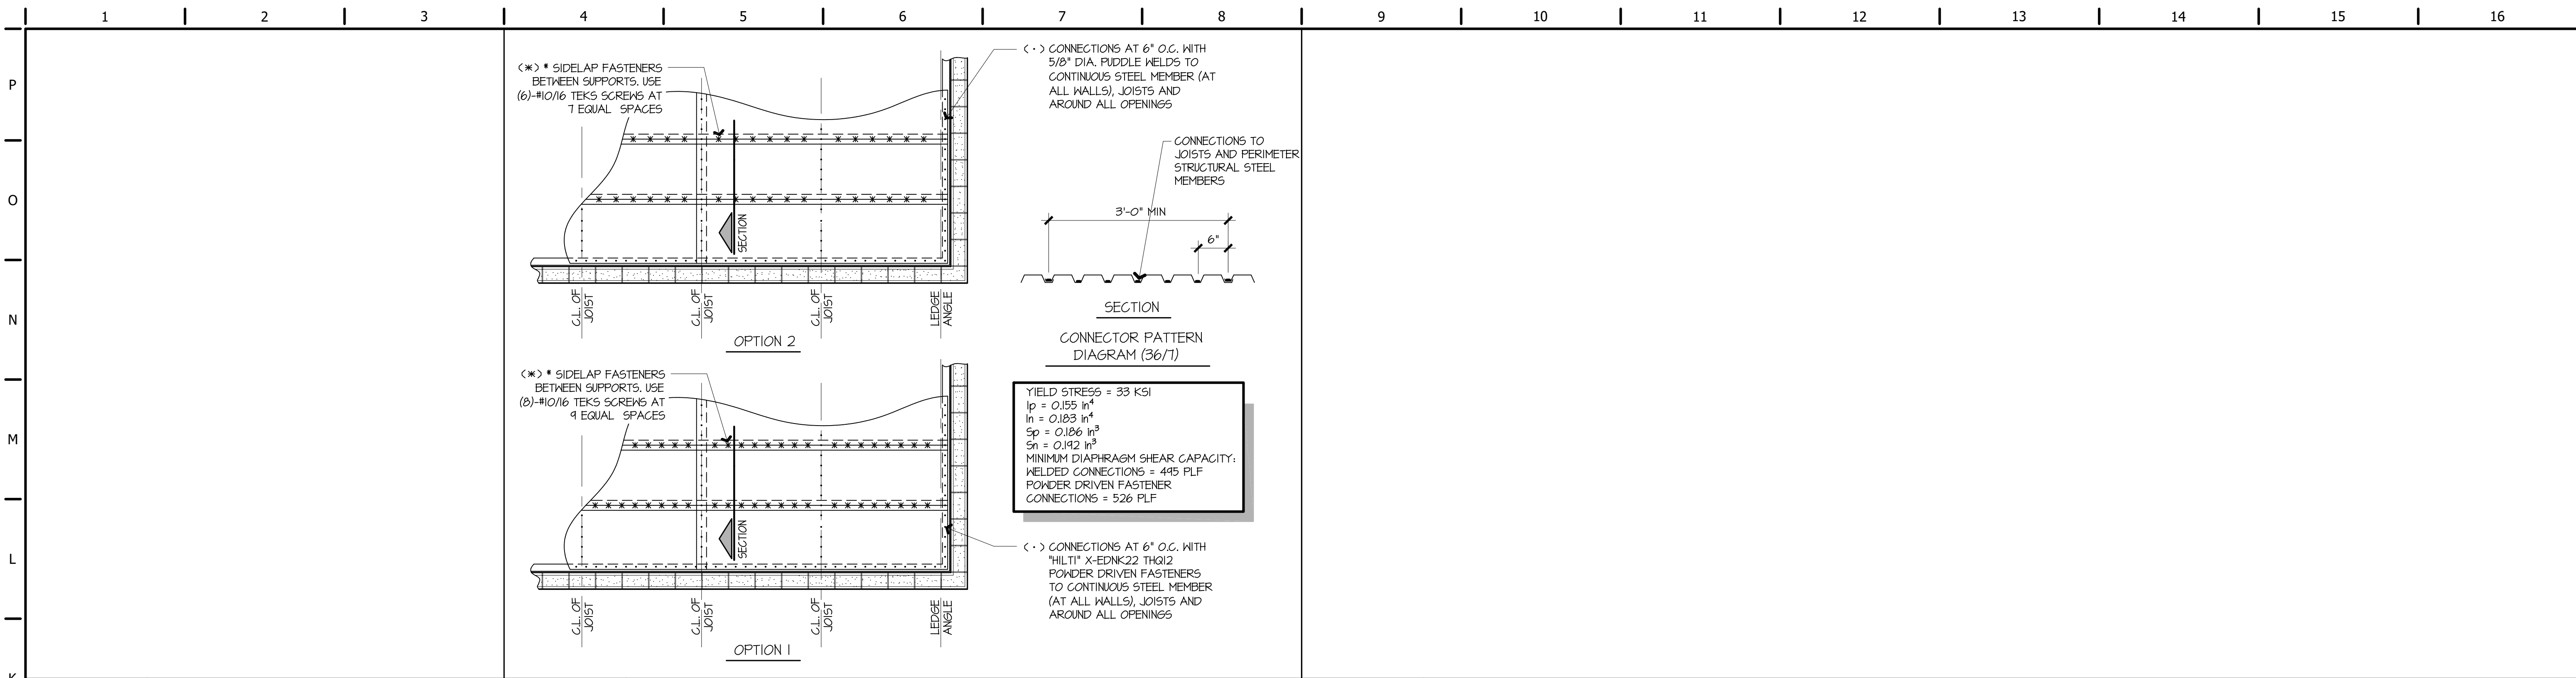 1 2 3 4 5 6 7 8 9 10 11 12 13 14 15 16
P
O
N
M
L
K
(*) * SIDELAP FASTENERS
BETWEEN SUPPORTS. USE
(6)-#10/16 TEKS SCREWS AT
7 EQUAL SPACES
SECTION
C.L. OF
JOIST
C.L. OF
JOIST
C.L. OF
JOIST
LEDGE
ANGLE
OPTION 2
(·) CONNECTIONS AT 6" O.C. WITH
5/8" DIA. PUDDLE WELDS TO
CONTINUOUS STEEL MEMBER (AT
ALL WALLS), JOISTS AND
AROUND ALL OPENINGS
CONNECTIONS TO
JOISTS AND PERIMETER
STRUCTURAL STEEL
MEMBERS
3'-0" MIN
6"
SECTION
CONNECTOR PATTERN
DIAGRAM (36/7)
(*) * SIDELAP FASTENERS
BETWEEN SUPPORTS. USE
(8)-#10/16 TEKS SCREWS AT
9 EQUAL SPACES
SECTION
C.L. OF
JOIST
C.L. OF
JOIST
C.L. OF
JOIST
LEDGE
ANGLE
OPTION 1
YIELD STRESS = 33 KSI
Ip = 0.155 in⁴
In = 0.183 in⁴
Sp = 0.186 in³
Sn = 0.192 in³
MINIMUM DIAPHRAGM SHEAR CAPACITY:
WELDED CONNECTIONS = 495 PLF
POWDER DRIVEN FASTENER
CONNECTIONS = 526 PLF
(·) CONNECTIONS AT 6" O.C. WITH
"HILTI" X-EDNK22 THQ12
POWDER DRIVEN FASTENERS
TO CONTINUOUS STEEL MEMBER
(AT ALL WALLS), JOISTS AND
AROUND ALL OPENINGS